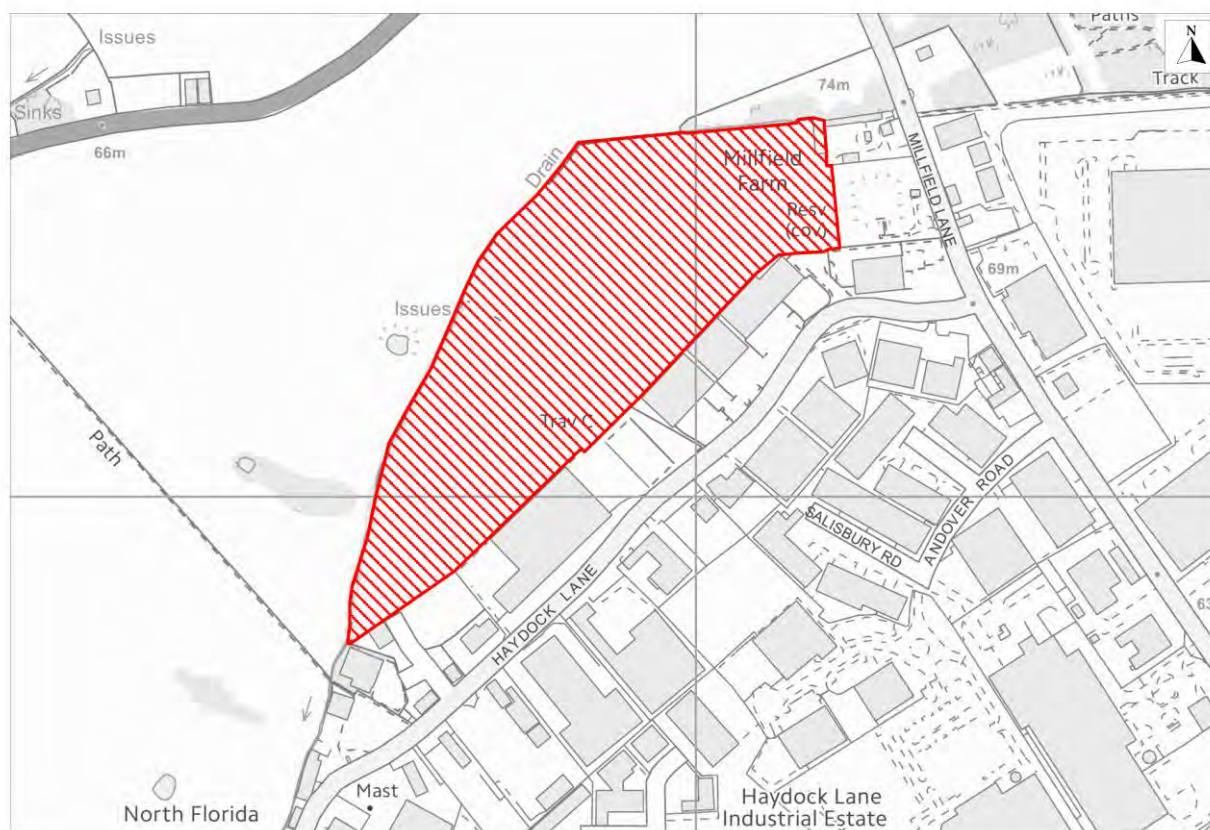 Issues
Paths
N
Track
Sinks
66m
74m
Drain
Millfield
Farm
Resv
(cov)
MILLFIELD LANE
69m
Issues
Trav C
Path
SALISBURY RD
ANDOVER ROAD
HAYDOCK LANE
63
Mast
North Florida
Haydock Lane
Industrial Estate